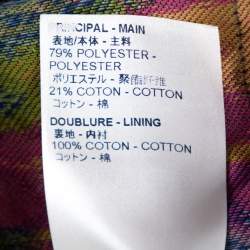 PRINCIPAL - MAIN
表地/本体 - 主料
79% POLYESTER -
POLYESTER
ポリエステル - 聚酯纤维
21% COTON - COTTON
コットン - 棉
DOUBLURE - LINING
裏地 - 内衬
100% COTON - COTTON
コットン - 棉